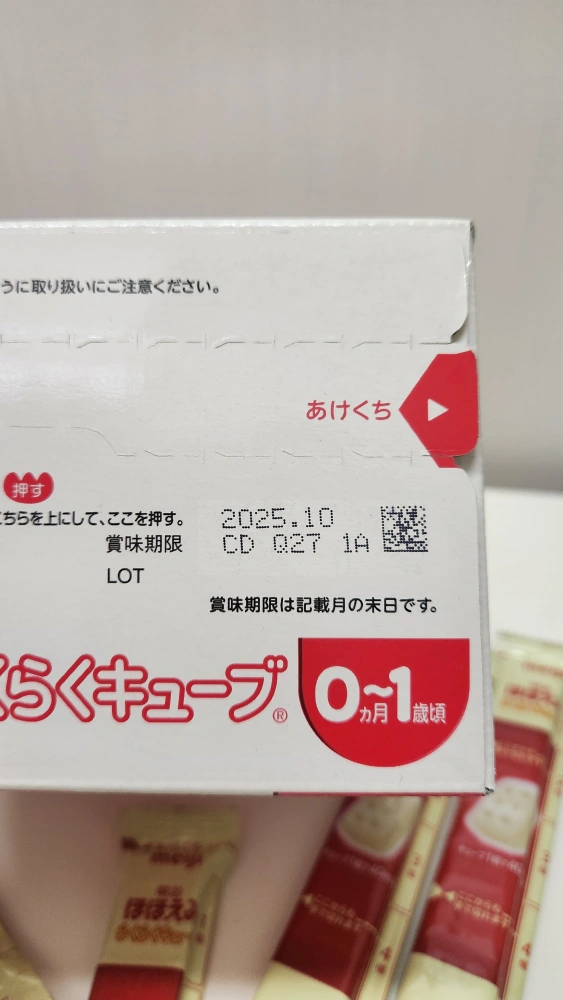 うに取り扱いにご注意ください。
あけくち
押す
ちらを上にして、ここを押す。
賞味期限 2025.10
LOT CD Q27 1A
賞味期限は記載月の末日です。
らくキューブ®
0ヵ月~1歳頃
meiji
ほほえみ